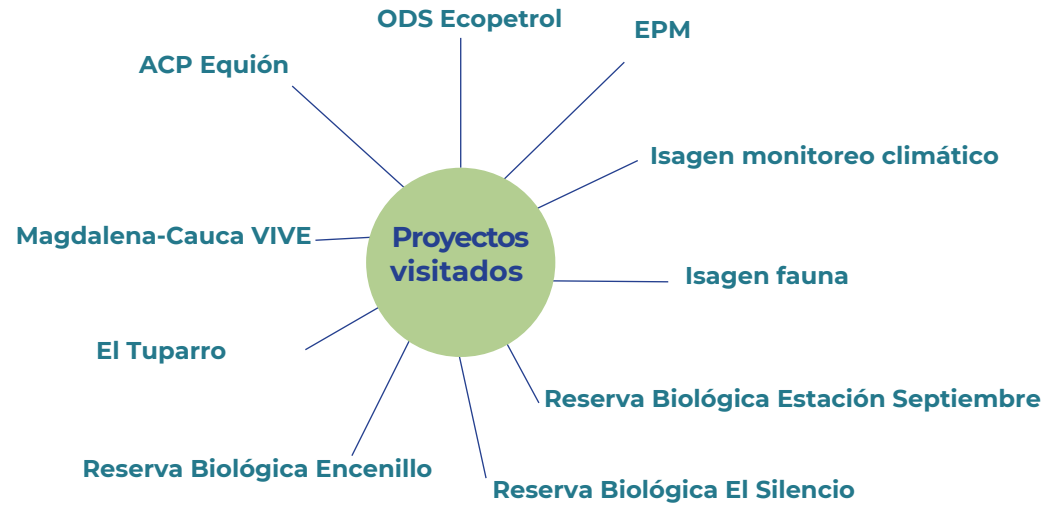 ODS Ecopetrol
EPM
ACP Equión
Isagen monitoreo climático
Magdalena-Cauca VIVE
Proyectos
visitados
Isagen fauna
El Tuparro
Reserva Biológica Estación Septiembre
Reserva Biológica Encenillo
Reserva Biológica El Silencio